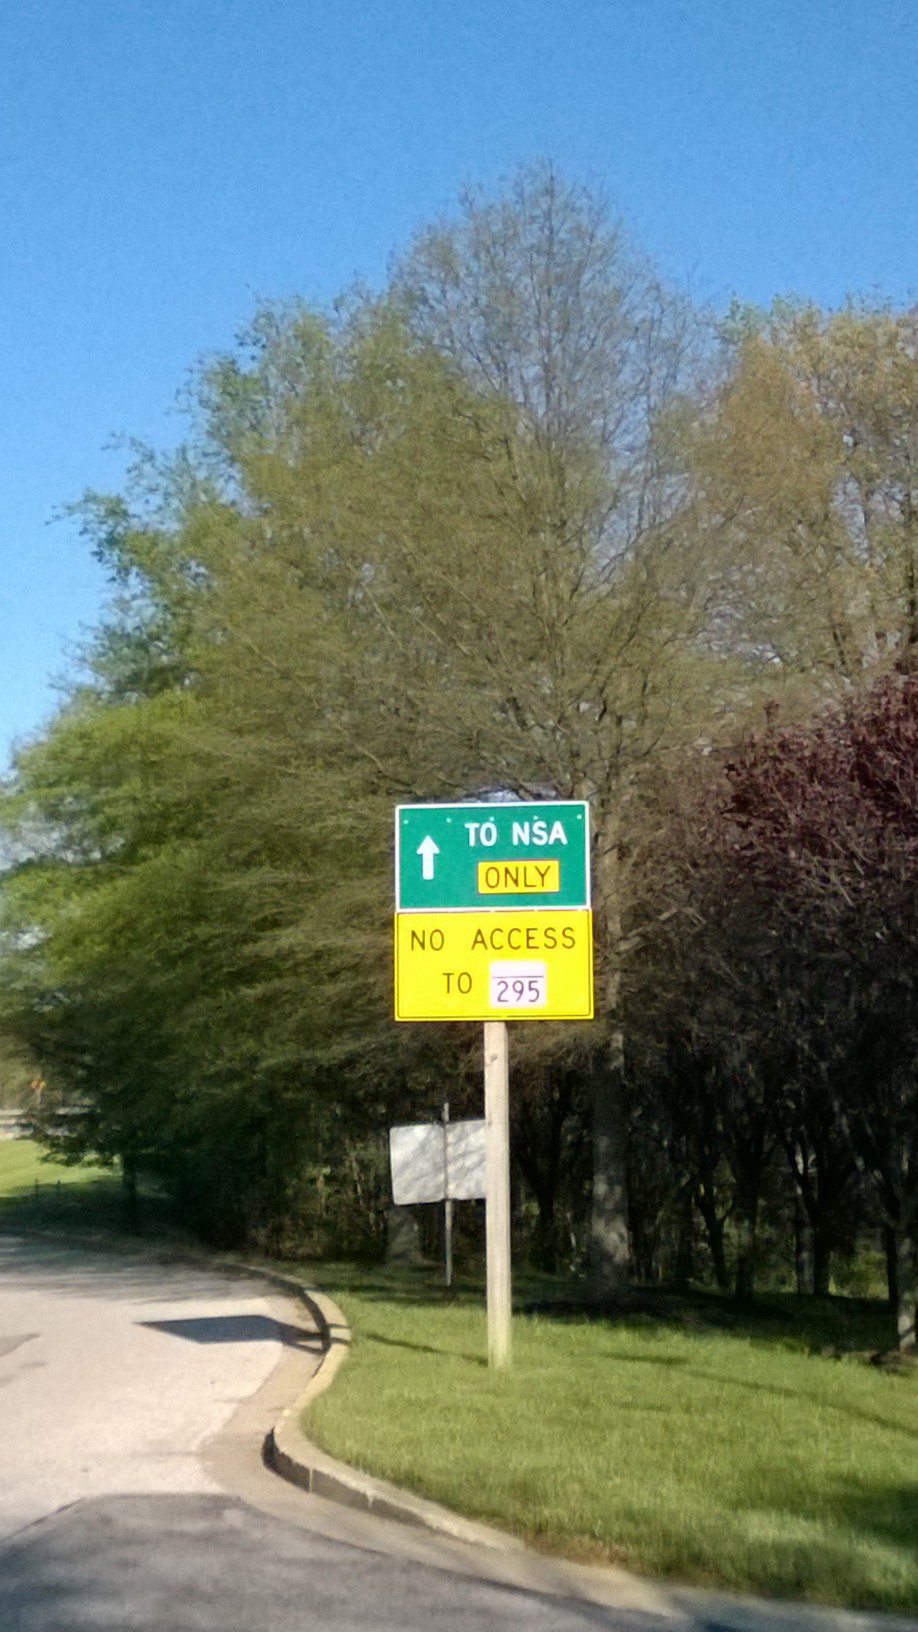 TO NSA
ONLY
NO ACCESS
TO 295